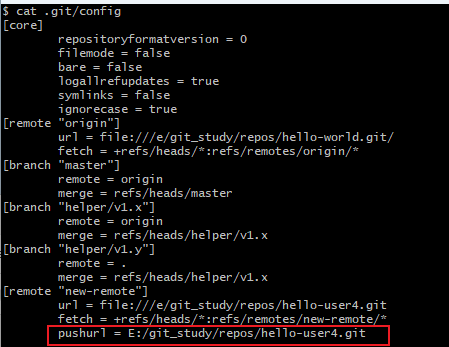 $ cat .git/config
[core]
        repositoryformatversion = 0
        filemode = false
        bare = false
        logallrefupdates = true
        symlinks = false
        ignorecase = true
[remote "origin"]
        url = file:///e/git_study/repos/hello-world.git/
        fetch = +refs/heads/*:refs/remotes/origin/*
[branch "master"]
        remote = origin
        merge = refs/heads/master
[branch "helper/v1.x"]
        remote = origin
        merge = refs/heads/helper/v1.x
[branch "helper/v1.y"]
        remote = .
        merge = refs/heads/helper/v1.x
[remote "new-remote"]
        url = file:///e/git_study/repos/hello-user4.git
        fetch = +refs/heads/*:refs/remotes/new-remote/*
        pushurl = E:/git_study/repos/hello-user4.git